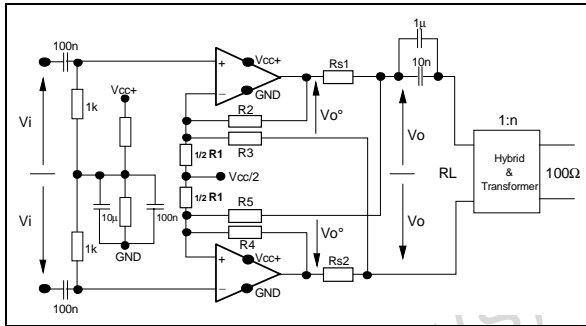 1μ
100n
Vcc+
10n
Rs1
Vcc+
GND
R2
Vo°
1k
R3
1:n
Vi
1/2 R1
Vo
Hybrid
&
Transformer
100Ω
Vcc/2
RL
1/2 R1
R5
Vi
10μ
100n
R4
Vo°
Vo
1k
GND
Vcc+
Rs2
GND
100n